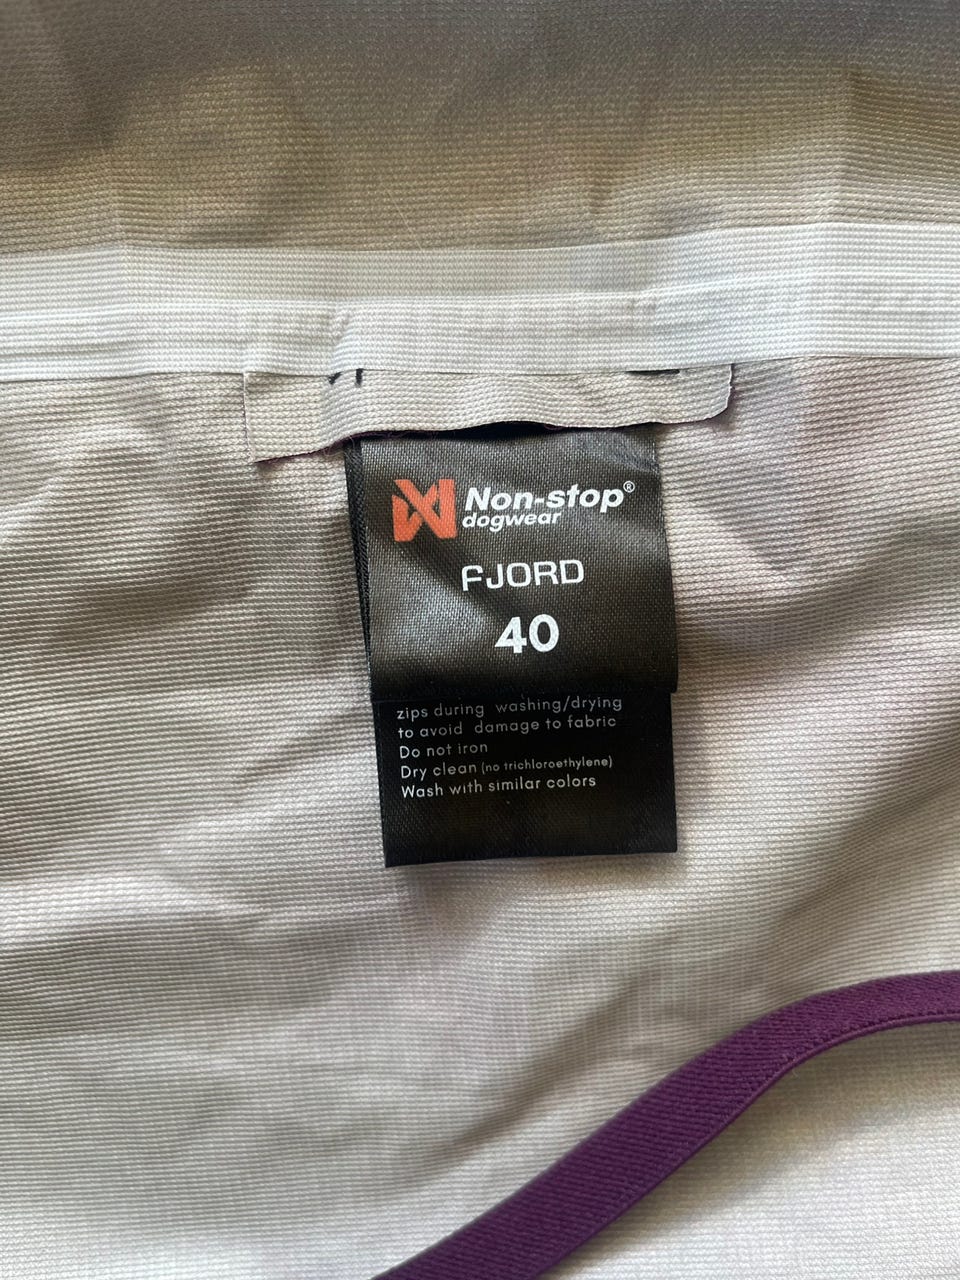 Non-stop®
dogwear
FJORD
40
zips during washing/drying
to avoid damage to fabric
Do not iron
Dry clean (no trichloroethylene)
Wash with similar colors